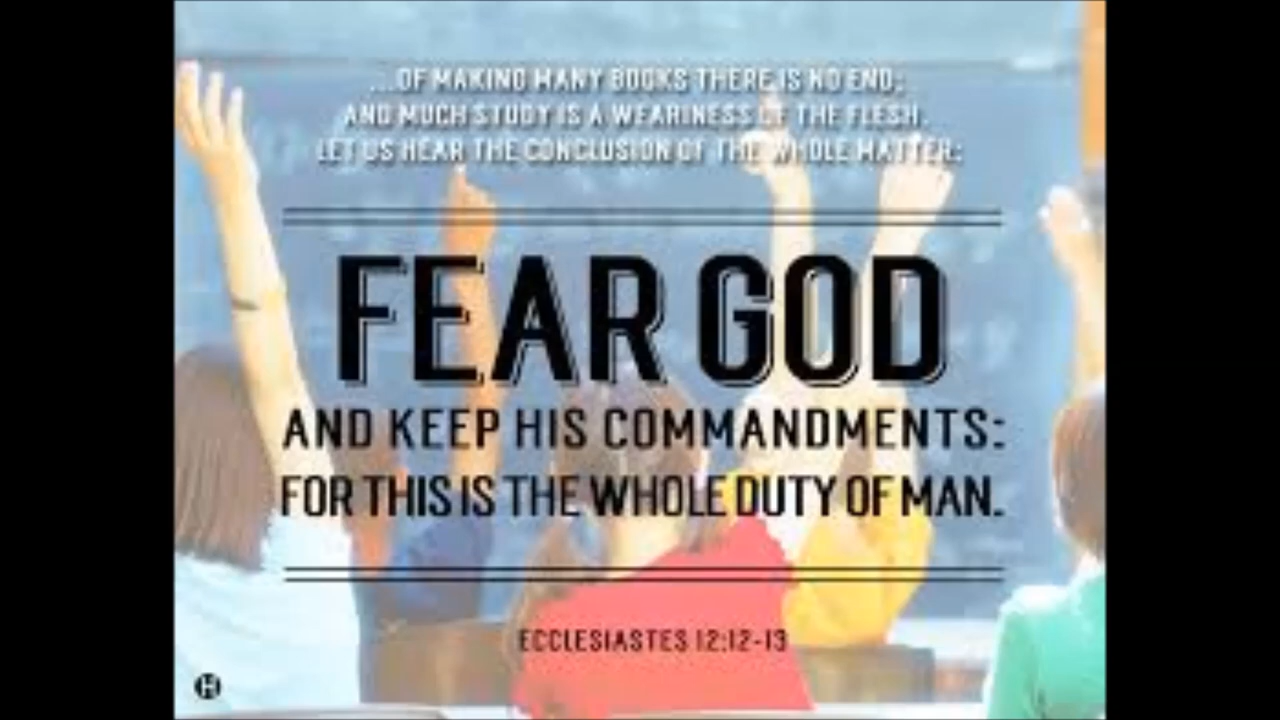 ...OF MAKING MANY BOOKS THERE IS NO END;
AND MUCH STUDY IS A WEARINESS OF THE FLESH.
LET US HEAR THE CONCLUSION OF THE WHOLE MATTER:
FEAR GOD
AND KEEP HIS COMMANDMENTS:
FOR THIS IS THE WHOLE DUTY OF MAN.
ECCLESIASTES 12:12-13
H